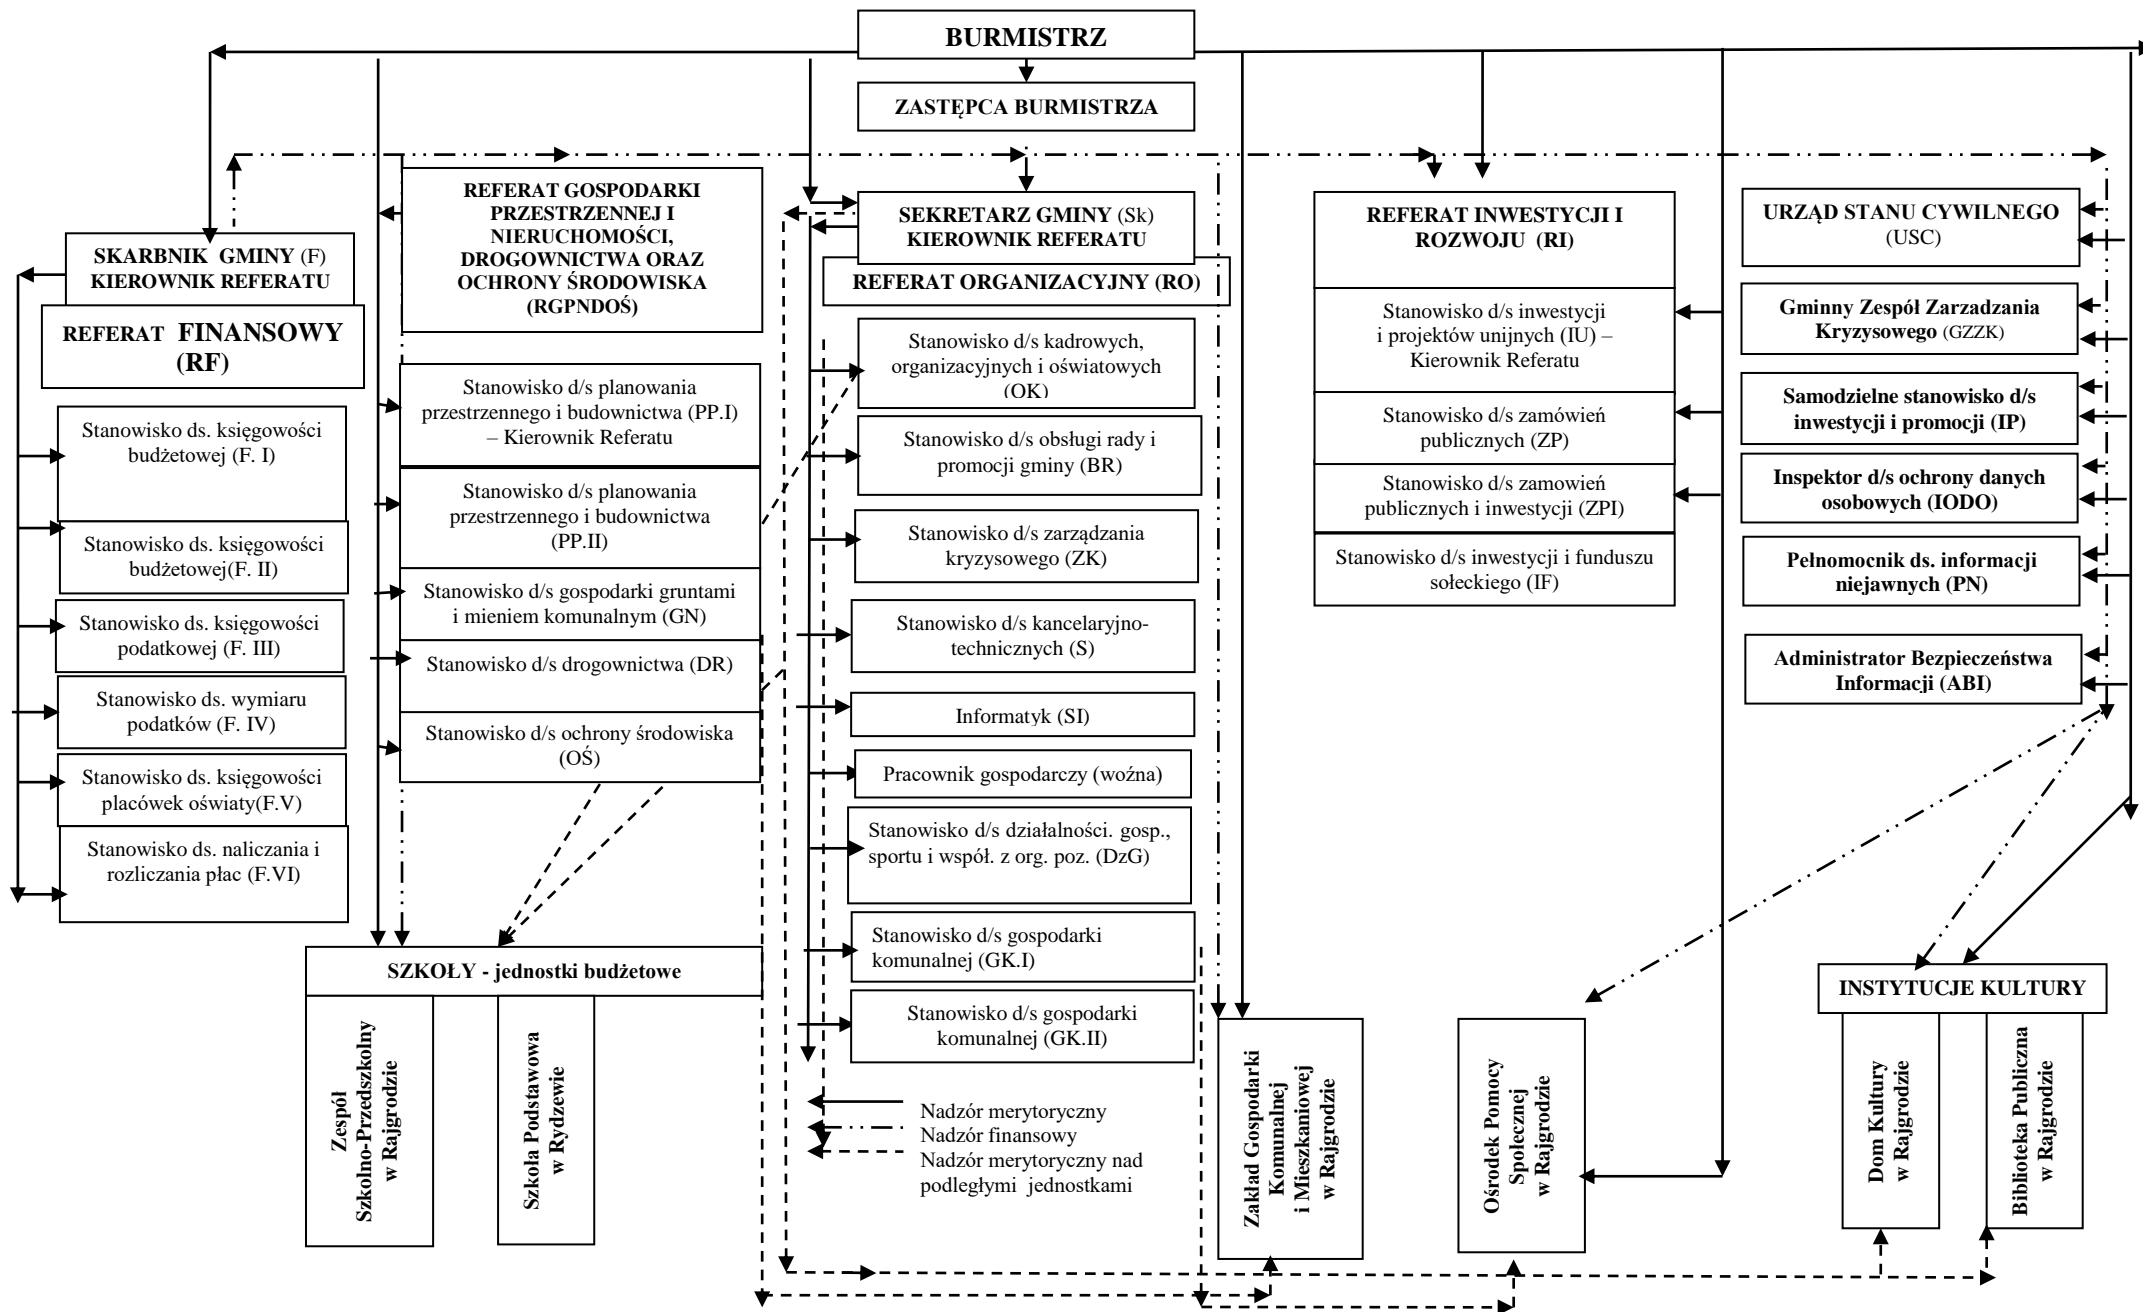 BURMISTRZ
ZASTĘPCA BURMISTRZA
SKARBNIK GMINY (F)
KIEROWNIK REFERATU
REFERAT FINANSOWY
(RF)
Stanowisko ds. księgowości
budżetowej (F. I)
Stanowisko ds. księgowości
budżetowej(F. II)
Stanowisko ds. księgowości
podatkowej (F. III)
Stanowisko ds. wymiaru
podatków (F. IV)
Stanowisko ds. księgowości
placówek oświaty(F.V)
Stanowisko ds. naliczania i
rozliczania płac (F.VI)
REFERAT GOSPODARKI
PRZESTRZENNEJ I
NIERUCHOMOŚCI,
DROGOWNICTWA ORAZ
OCHRONY ŚRODOWISKA
(RGPNDOŚ)
Stanowisko d/s planowania
przestrzennego i budownictwa (PP.I)
– Kierownik Referatu
Stanowisko d/s planowania
przestrzennego i budownictwa
(PP.II)
Stanowisko d/s gospodarki gruntami
i mieniem komunalnym (GN)
Stanowisko d/s drogownictwa (DR)
Stanowisko d/s ochrony środowiska
(OŚ)
SZKOŁY - jednostki budżetowe
Zespół
Szkolno-Przedszkolny
w Rajgrodzie
Szkoła Podstawowa
w Rydzewie
SEKRETARZ GMINY (Sk)
KIEROWNIK REFERATU
REFERAT ORGANIZACYJNY (RO)
Stanowisko d/s kadrowych,
organizacyjnych i oświatowych
(OK)
Stanowisko d/s obsługi rady i
promocji gminy (BR)
Stanowisko d/s zarządzania
kryzysowego (ZK)
Stanowisko d/s kancelaryjno-
technicznych (S)
Informatyk (SI)
Pracownik gospodarczy (woźna)
Stanowisko d/s działalności. gosp.,
sportu i współ. z org. poz. (DzG)
Stanowisko d/s gospodarki
komunalnej (GK.I)
Stanowisko d/s gospodarki
komunalnej (GK.II)
Nadzór merytoryczny
Nadzór finansowy
Nadzór merytoryczny nad
podległymi jednostkami
REFERAT INWESTYCJI I
ROZWOJU (RI)
Stanowisko d/s inwestycji
i projektów unijnych (IU) –
Kierownik Referatu
Stanowisko d/s zamówień
publicznych (ZP)
Stanowisko d/s zamowień
publicznych i inwestycji (ZPI)
Stanowisko d/s inwestycji i funduszu
sołeckiego (IF)
Zakład Gospodarki
Komunalnej
i Mieszkaniowej
w Rajgrodzie
Ośrodek Pomocy
Społecznej
w Rajgrodzie
URZĄD STANU CYWILNEGO
(USC)
Gminny Zespół Zarzadzania
Kryzysowego (GZZK)
Samodzielne stanowisko d/s
inwestycji i promocji (IP)
Inspektor d/s ochrony danych
osobowych (IODO)
Pełnomocnik ds. informacji
niejawnych (PN)
Administrator Bezpieczeństwa
Informacji (ABI)
INSTYTUCJE KULTURY
Dom Kultury
w Rajgrodzie
Biblioteka Publiczna
w Rajgrodzie